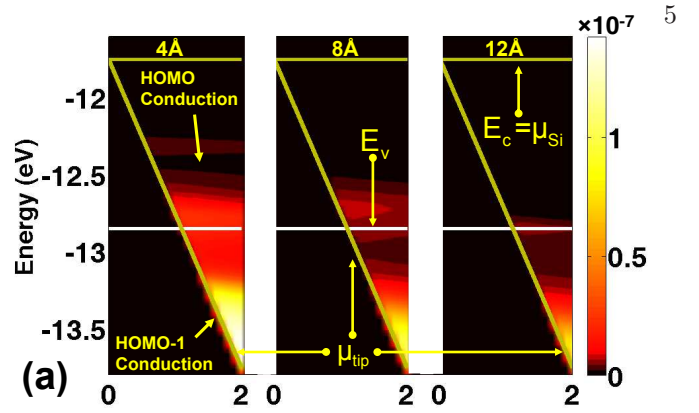 5
×10⁻⁷
4Å 8Å 12Å
HOMO
Conduction
-12
E_c=μ_Si
1
E_v
-12.5
Energy (eV)
-13
0.5
-13.5
HOMO-1
Conduction
μ_tip
(a)
0 2 0 2 0 2
0